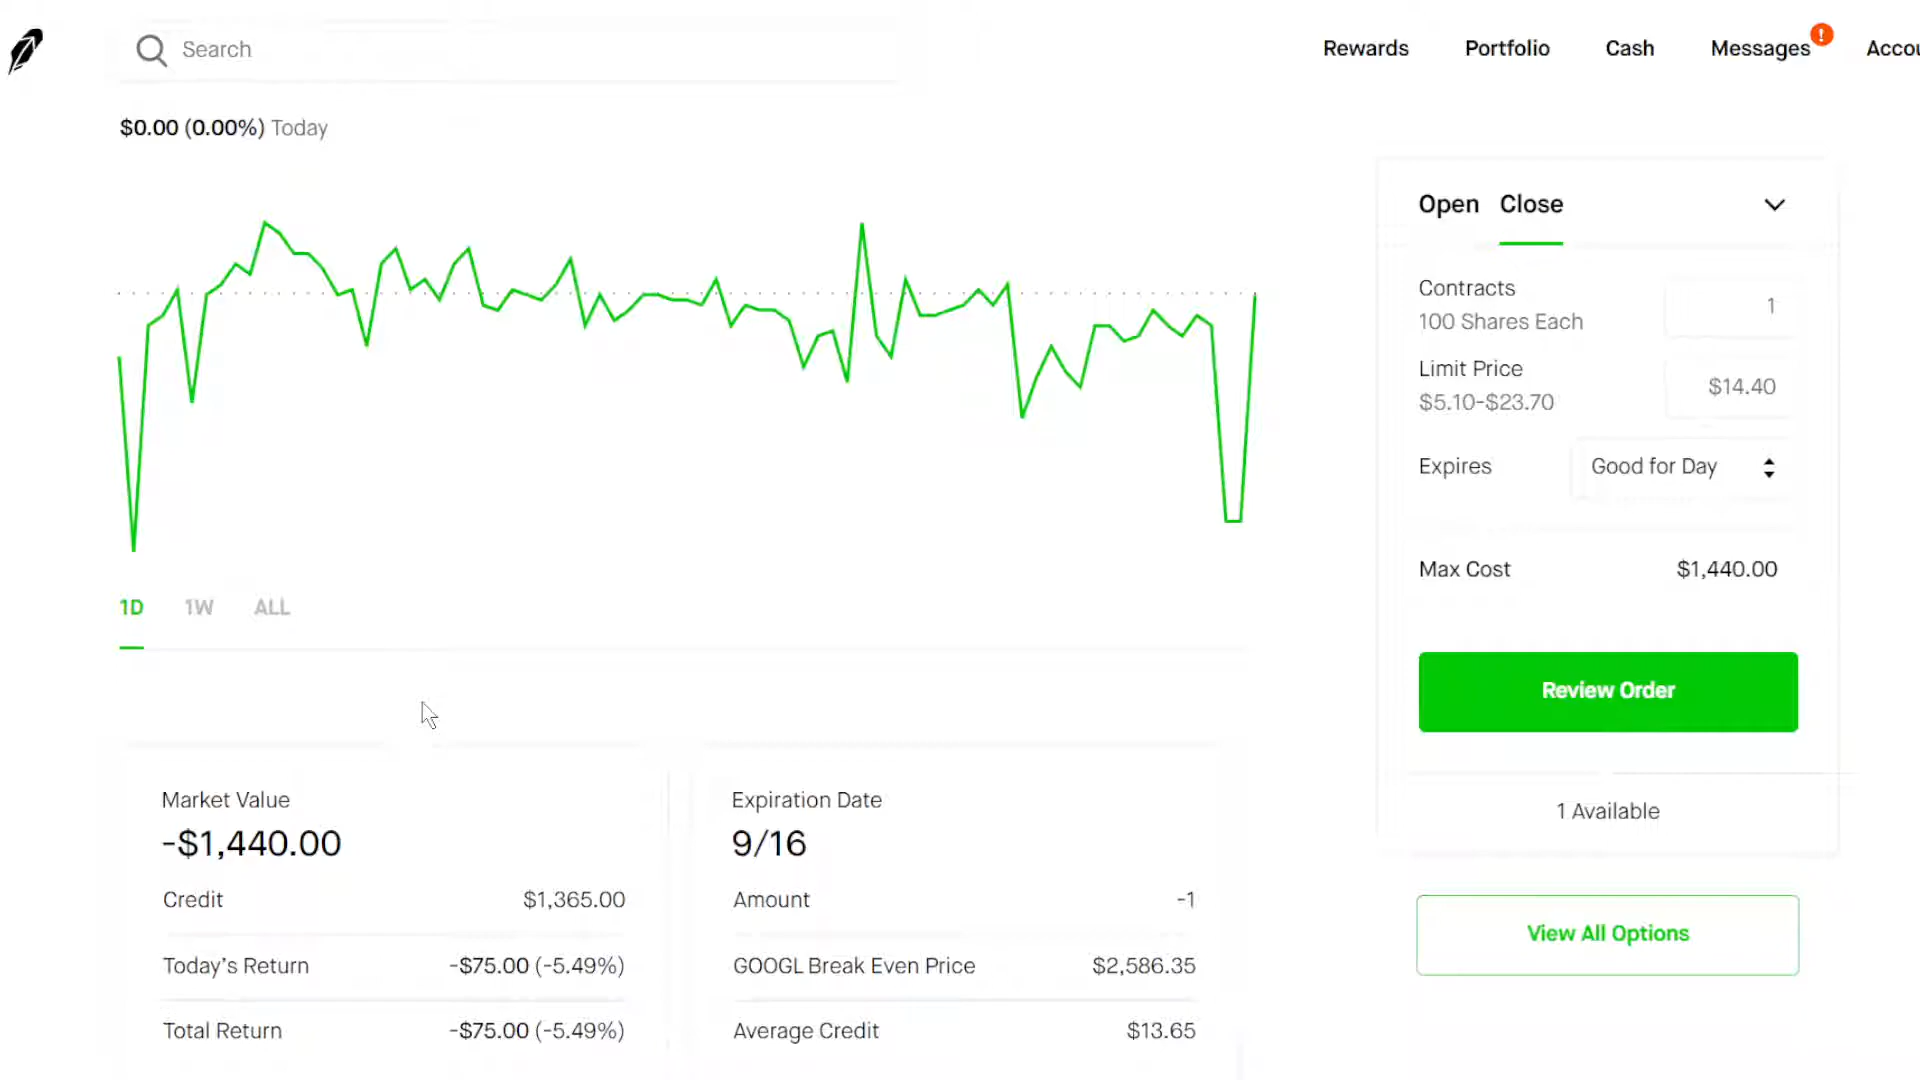 Search
Rewards
Portfolio
Cash
Messages
!
Accou
$0.00 (0.00%) Today
1D
1W
ALL
Market Value
-$1,440.00
Credit $1,365.00
Today's Return -$75.00 (-5.49%)
Total Return -$75.00 (-5.49%)
Expiration Date
9/16
Amount -1
GOOGL Break Even Price $2,586.35
Average Credit $13.65
Open Close
Contracts
100 Shares Each
1
Limit Price
$5.10-$23.70
$14.40
Expires Good for Day
Max Cost $1,440.00
Review Order
1 Available
View All Options